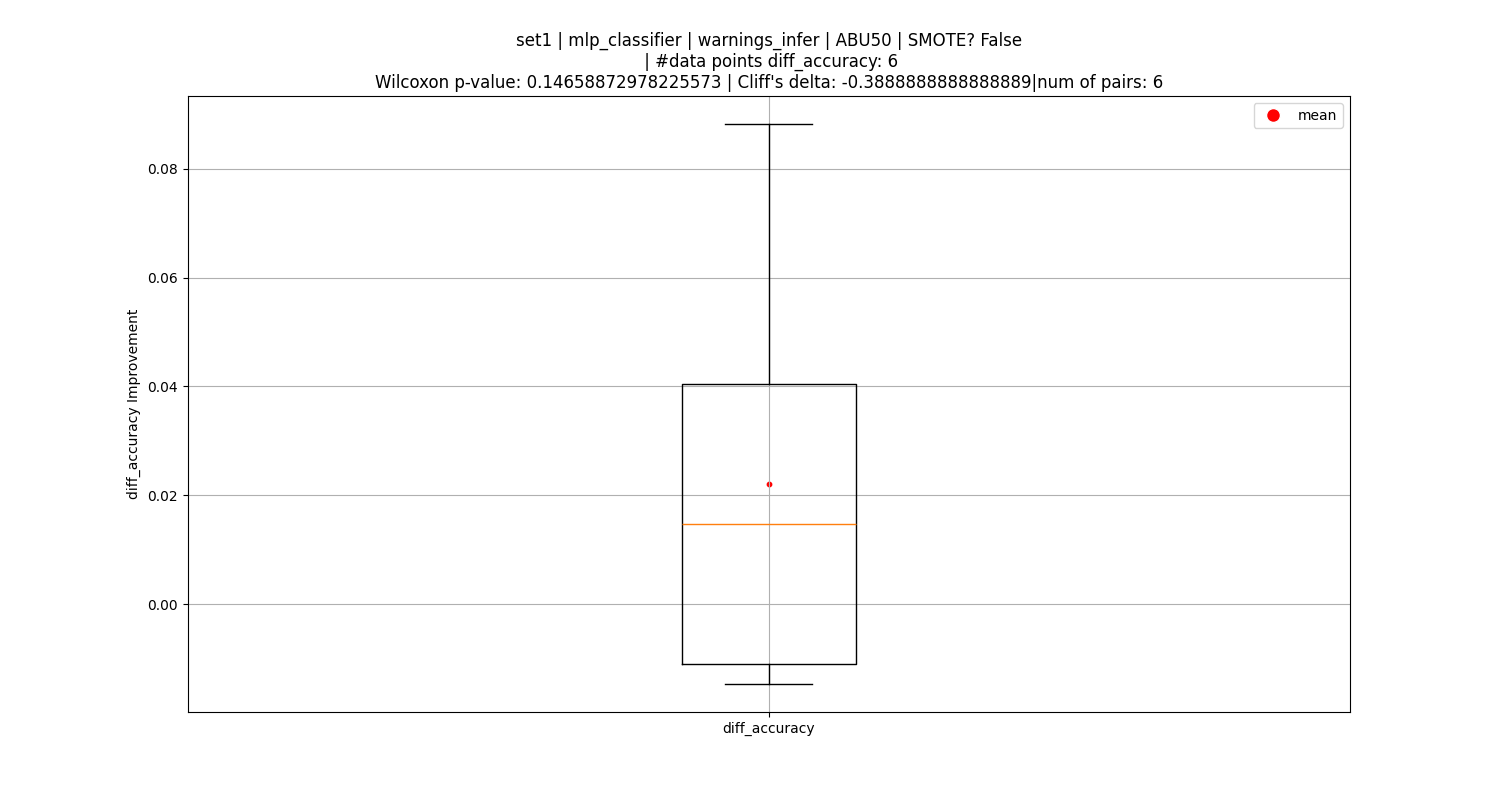 set1 | mlp_classifier | warnings_infer | ABU50 | SMOTE? False
| #data points diff_accuracy: 6
Wilcoxon p-value: 0.14658872978225573 | Cliff's delta: -0.3888888888888889|num of pairs: 6
mean
0.08
0.06
0.04
0.02
0.00
diff_accuracy Improvement
diff_accuracy